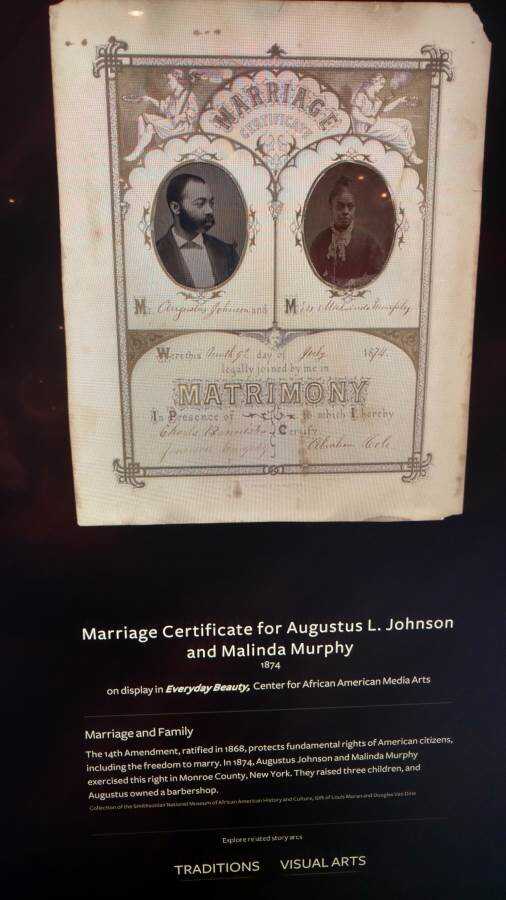 MARRIAGE
CERTIFICATE
Mr. Augustus Johnson and Miss Malinda Murphy
Were this Ninth 9th day of July 1874.
legally joined by me in
MATRIMONY
In Presence of & which I hereby
Certify
Abraham Cole
Marriage Certificate for Augustus L. Johnson
and Malinda Murphy
1874
on display in Everyday Beauty, Center for African American Media Arts
Marriage and Family
The 14th Amendment, ratified in 1868, protects fundamental rights of American citizens,
including the freedom to marry. In 1874, Augustus Johnson and Malinda Murphy
exercised this right in Monroe County, New York. They raised three children, and
Augustus owned a barbershop.
Collection of the Smithsonian National Museum of African American History and Culture, Gift of Louis Moran and Douglas Van Dine
Explore related story arcs
TRADITIONS VISUAL ARTS